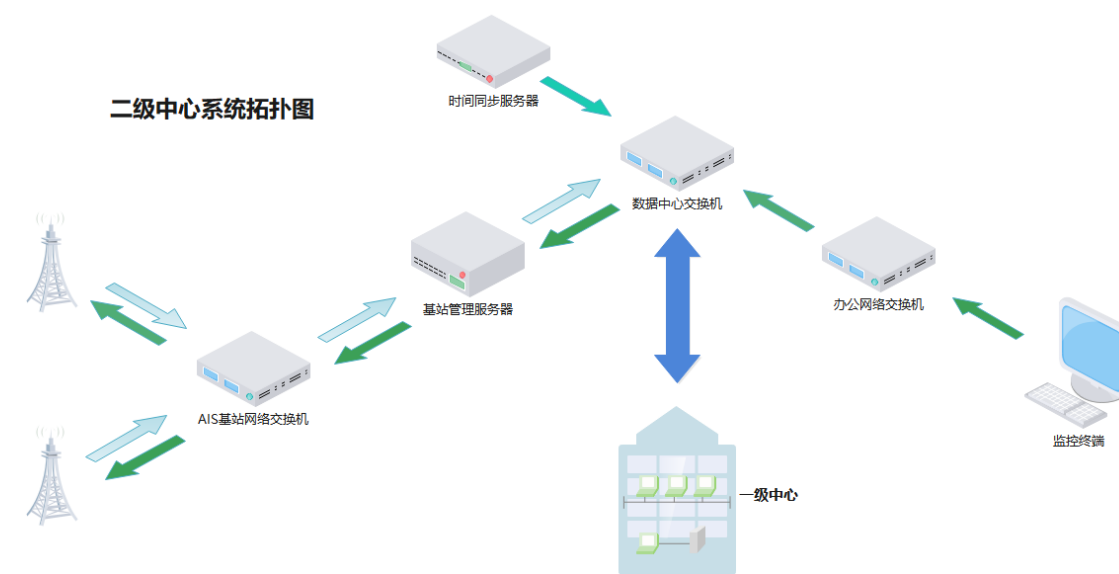 时间同步服务器
二级中心系统拓扑图
数据中心交换机
基站管理服务器
办公网络交换机
AIS基站网络交换机
监控终端
一级中心